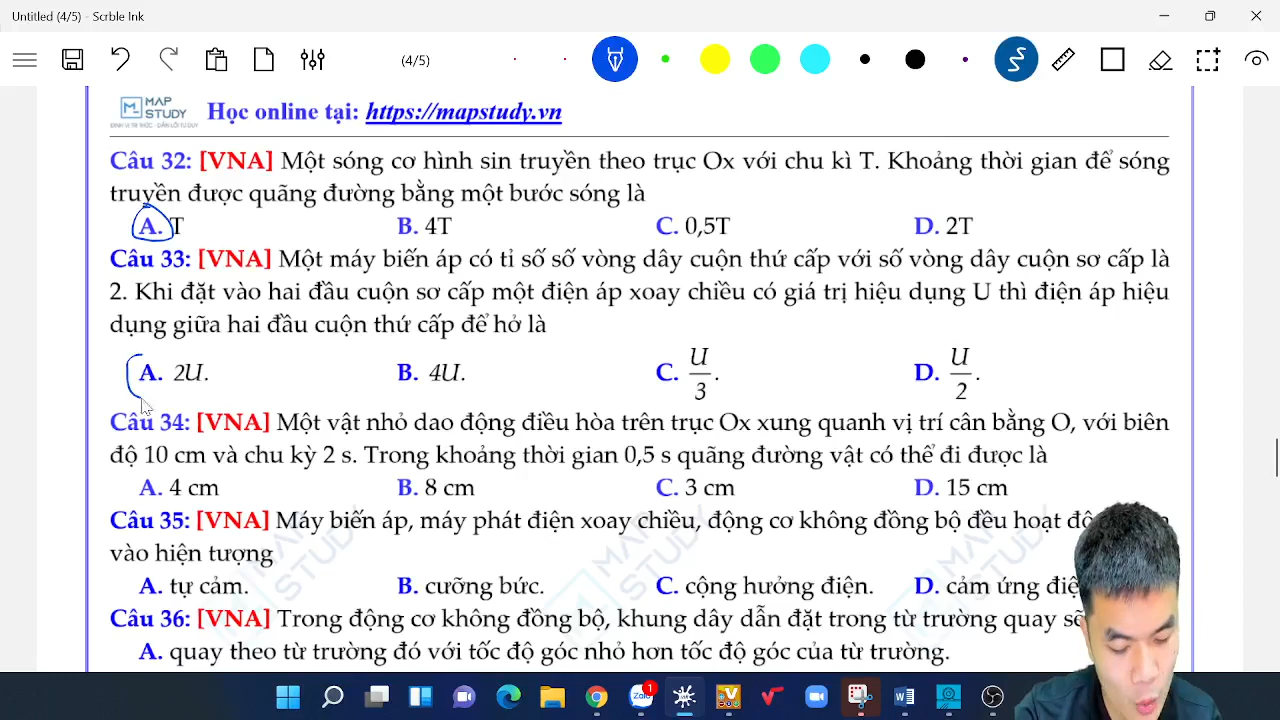 Untitled (4/5) - Scrble Ink
(4/5)
MAP
STUDY
Học online tại: https://mapstudy.vn
Câu 32: [VNA] Một sóng cơ hình sin truyền theo trục Ox với chu kì T. Khoảng thời gian để sóng
truyền được quãng đường bằng một bước sóng là
A. T B. 4T C. 0,5T D. 2T
Câu 33: [VNA] Một máy biến áp có tỉ số số vòng dây cuộn thứ cấp với số vòng dây cuộn sơ cấp là
2. Khi đặt vào hai đầu cuộn sơ cấp một điện áp xoay chiều có giá trị hiệu dụng U thì điện áp hiệu
dụng giữa hai đầu cuộn thứ cấp để hở là
A. 2U. B. 4U. C. U/3. D. U/2.
Câu 34: [VNA] Một vật nhỏ dao động điều hòa trên trục Ox xung quanh vị trí cân bằng O, với biên
độ 10 cm và chu kỳ 2 s. Trong khoảng thời gian 0,5 s quãng đường vật có thể đi được là
A. 4 cm B. 8 cm C. 3 cm D. 15 cm
Câu 35: [VNA] Máy biến áp, máy phát điện xoay chiều, động cơ không đồng bộ đều hoạt
vào hiện tượng
A. tự cảm. B. cưỡng bức. C. cộng hưởng điện. D. cảm ứng
Câu 36: [VNA] Trong động cơ không đồng bộ, khung dây dẫn đặt trong từ trường quay sẽ
A. quay theo từ trường đó với tốc độ góc nhỏ hơn tốc độ góc của từ trường.